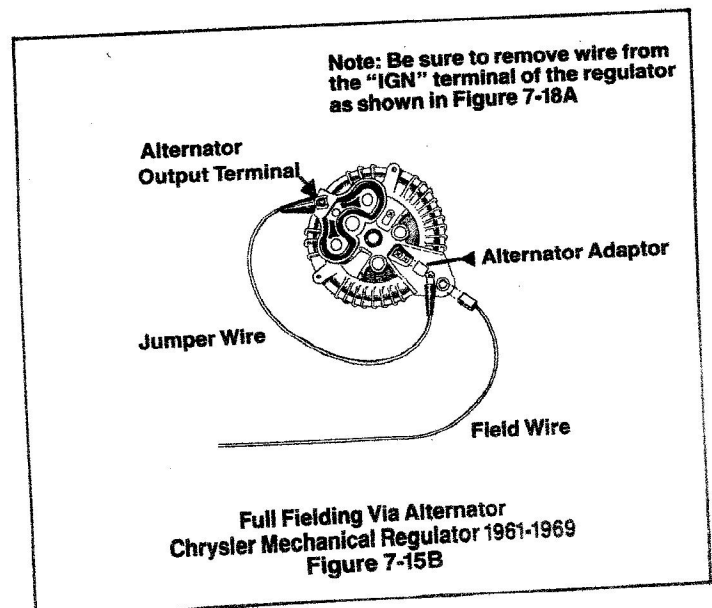 Note: Be sure to remove wire from
the “IGN” terminal of the regulator
as shown in Figure 7-18A
Alternator
Output Terminal
Alternator Adaptor
Jumper Wire
Field Wire
Full Fielding Via Alternator
Chrysler Mechanical Regulator 1961-1969
Figure 7-15B